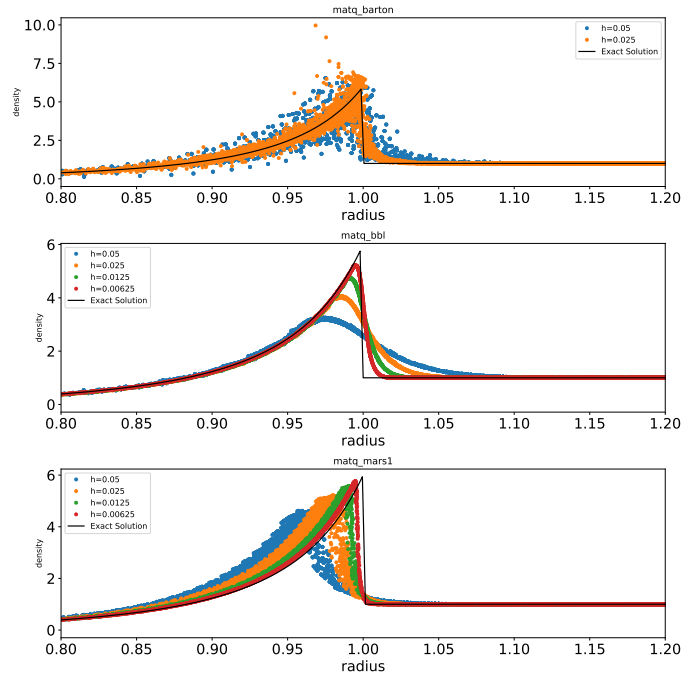 matq_barton
10.0
7.5
5.0
2.5
0.0
density
h=0.05
h=0.025
Exact Solution
0.80 0.85 0.90 0.95 1.00 1.05 1.10 1.15 1.20
radius
matq_bbl
6
4
2
0
density
h=0.05
h=0.025
h=0.0125
h=0.00625
Exact Solution
0.80 0.85 0.90 0.95 1.00 1.05 1.10 1.15 1.20
radius
matq_mars1
6
4
2
0
density
h=0.05
h=0.025
h=0.0125
h=0.00625
Exact Solution
0.80 0.85 0.90 0.95 1.00 1.05 1.10 1.15 1.20
radius